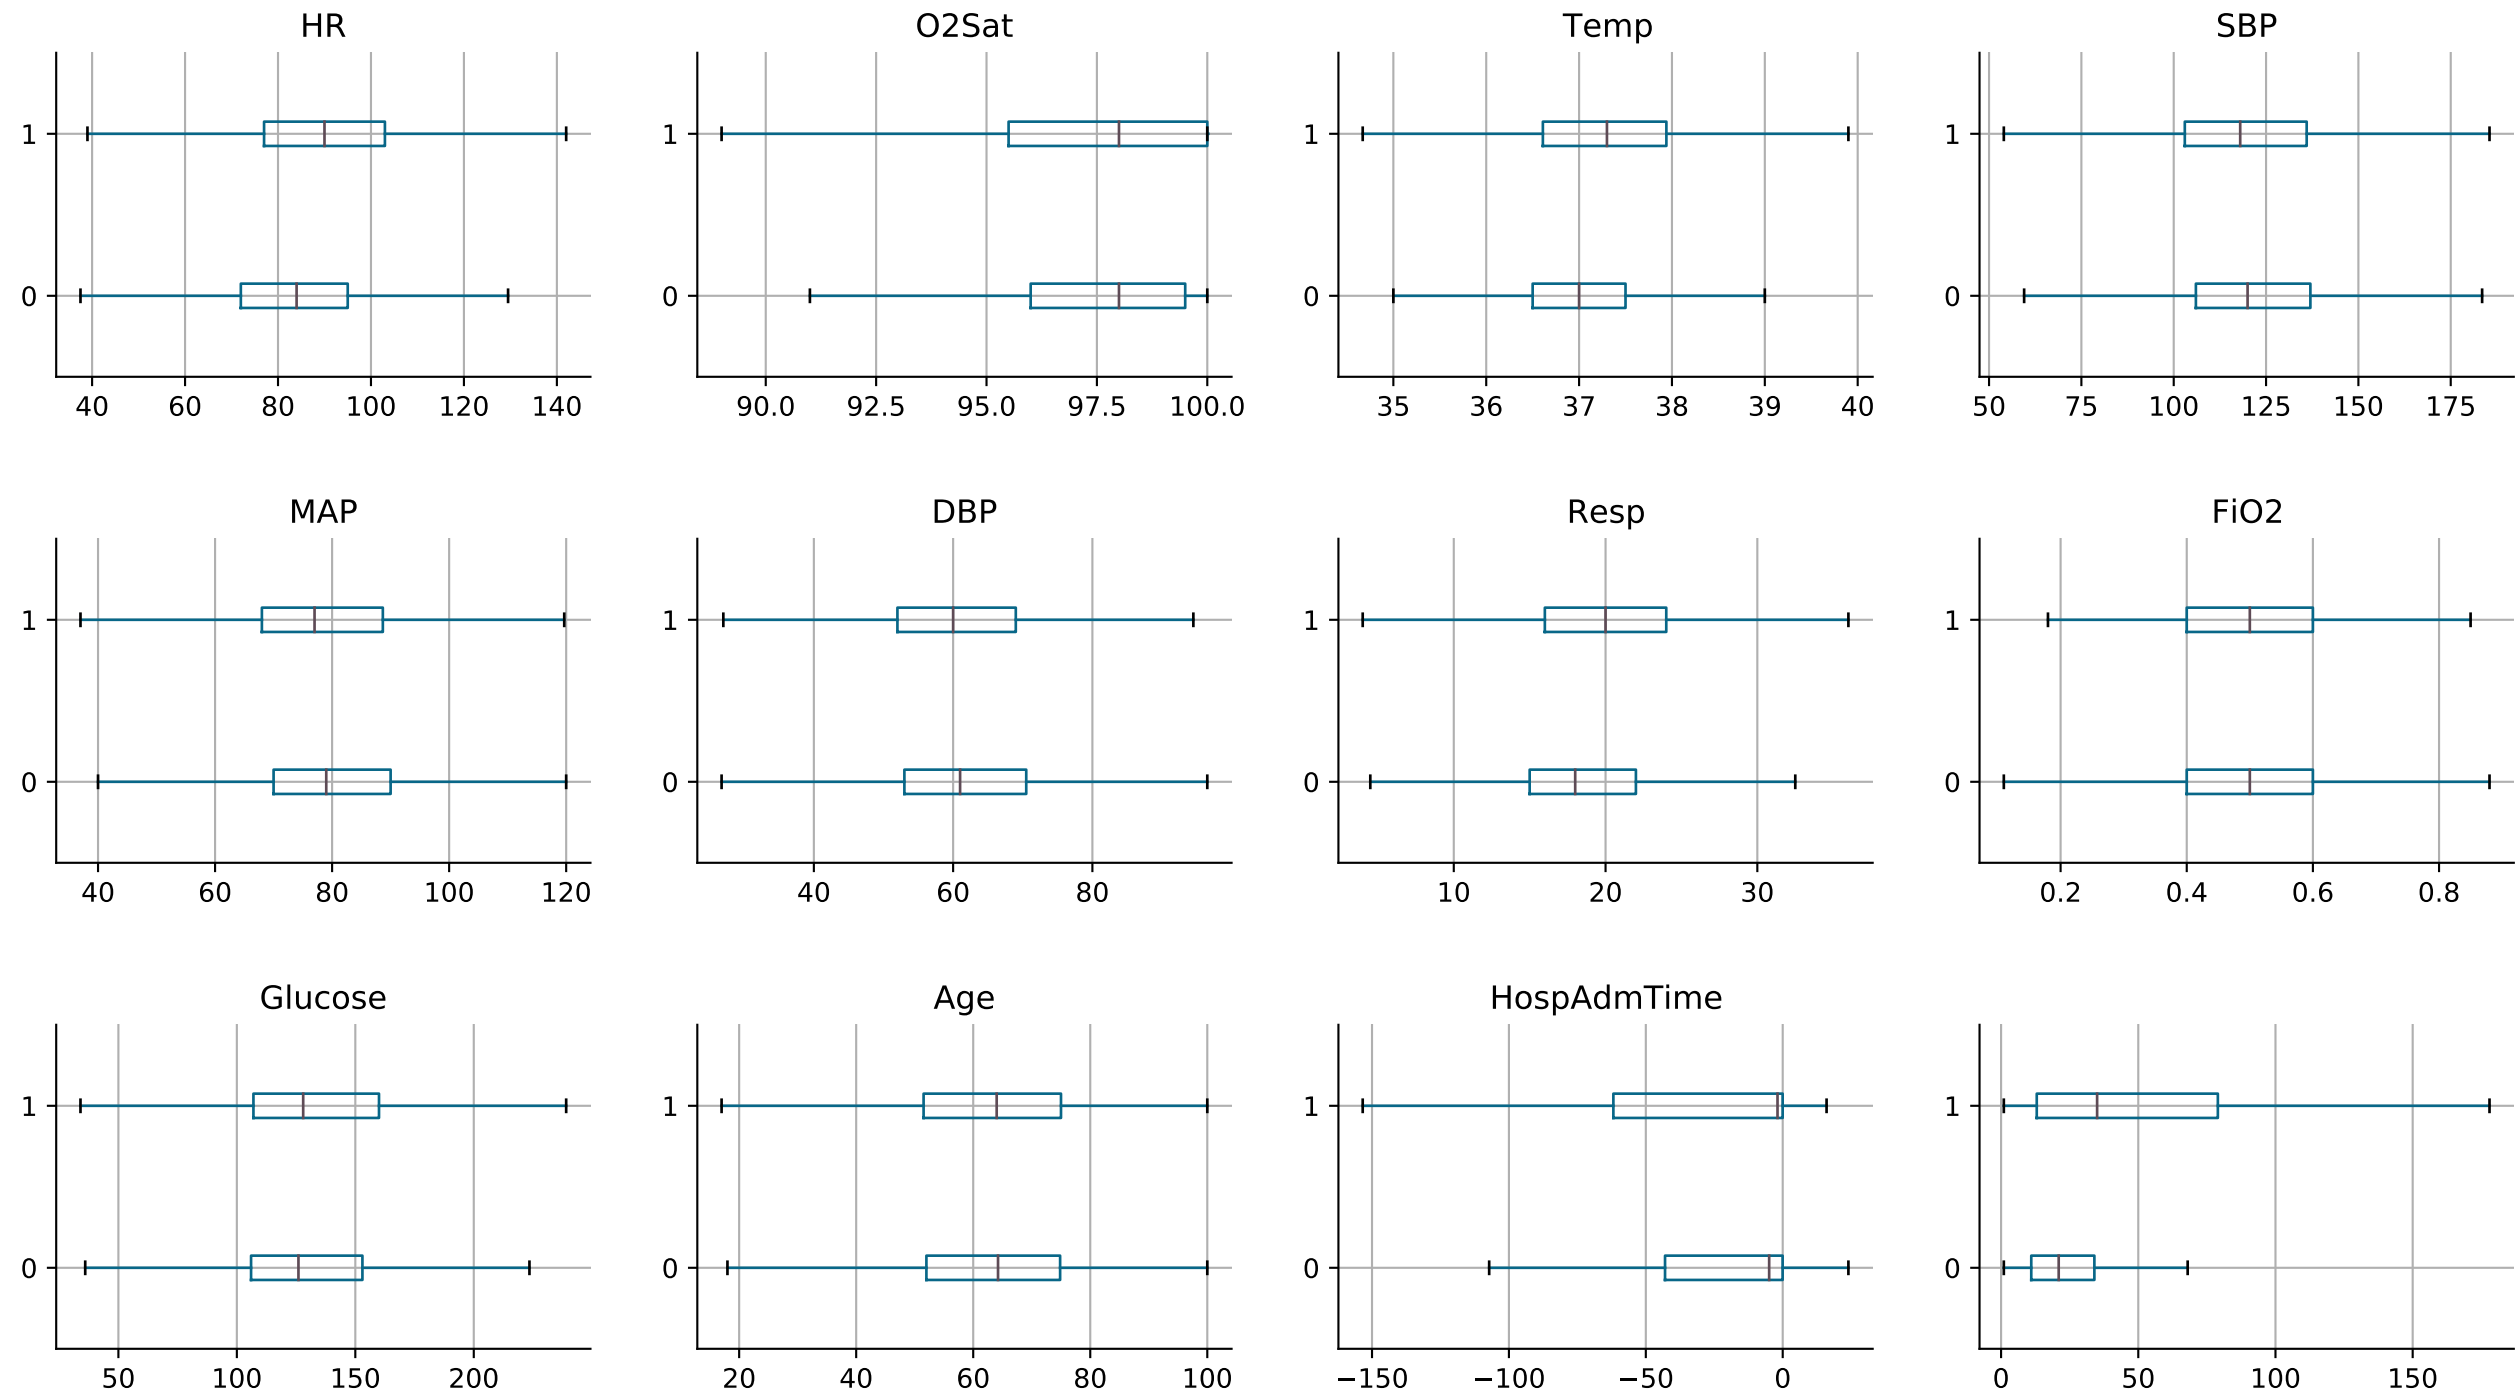 HR O2Sat Temp SBP
1 1 1 1
0 0 0 0
40 60 80 100 120 140 90.0 92.5 95.0 97.5 100.0 35 36 37 38 39 40 50 75 100 125 150 175
MAP DBP Resp FiO2
1 1 1 1
0 0 0 0
40 60 80 100 120 40 60 80 10 20 30 0.2 0.4 0.6 0.8
Glucose Age HospAdmTime
1 1 1 1
0 0 0 0
50 100 150 200 20 40 60 80 100 −150 −100 −50 0 0 50 100 150